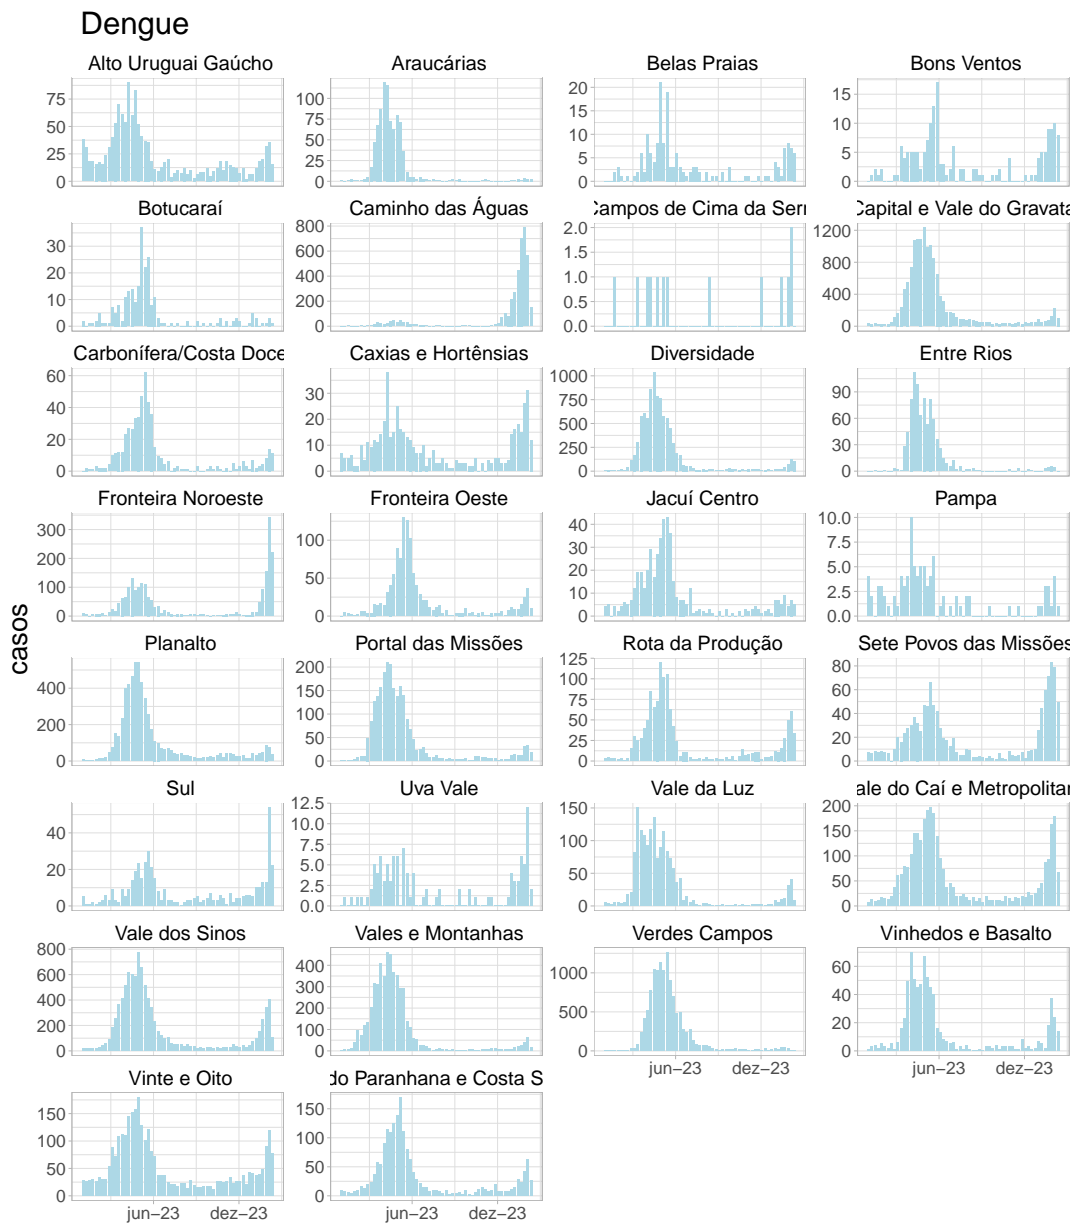 Dengue
Alto Uruguai Gaúcho Araucárias Belas Praias Bons Ventos
75 50 25 0
100 75 50 25 0
20 15 10 5 0
15 10 5 0
Botucaraí Caminho das Águas Campos de Cima da Serr Capital e Vale do Gravata
30 20 10 0
800 600 400 200 0
2.0 1.5 1.0 0.5 0.0
1200 800 400 0
Carbonífera/Costa Doce Caxias e Hortênsias Diversidade Entre Rios
60 40 20 0
30 20 10 0
1000 750 500 250 0
90 60 30 0
Fronteira Noroeste Fronteira Oeste Jacuí Centro Pampa
300 200 100 0
100 50 0
40 30 20 10 0
10.0 7.5 5.0 2.5 0.0
casos
Planalto Portal das Missões Rota da Produção Sete Povos das Missões
400 200 0
200 150 100 50 0
125 100 75 50 25 0
80 60 40 20 0
Sul Uva Vale Vale da Luz ale do Caí e Metropolitan
40 20 0
12.5 10.0 7.5 5.0 2.5 0.0
150 100 50 0
200 150 100 50 0
Vale dos Sinos Vales e Montanhas Verdes Campos Vinhedos e Basalto
800 600 400 200 0
400 300 200 100 0
1000 500 0
60 40 20 0
jun–23 dez–23 jun–23 dez–23
Vinte e Oito do Paranhana e Costa S
150 100 50 0
150 100 50 0
jun–23 dez–23 jun–23 dez–23